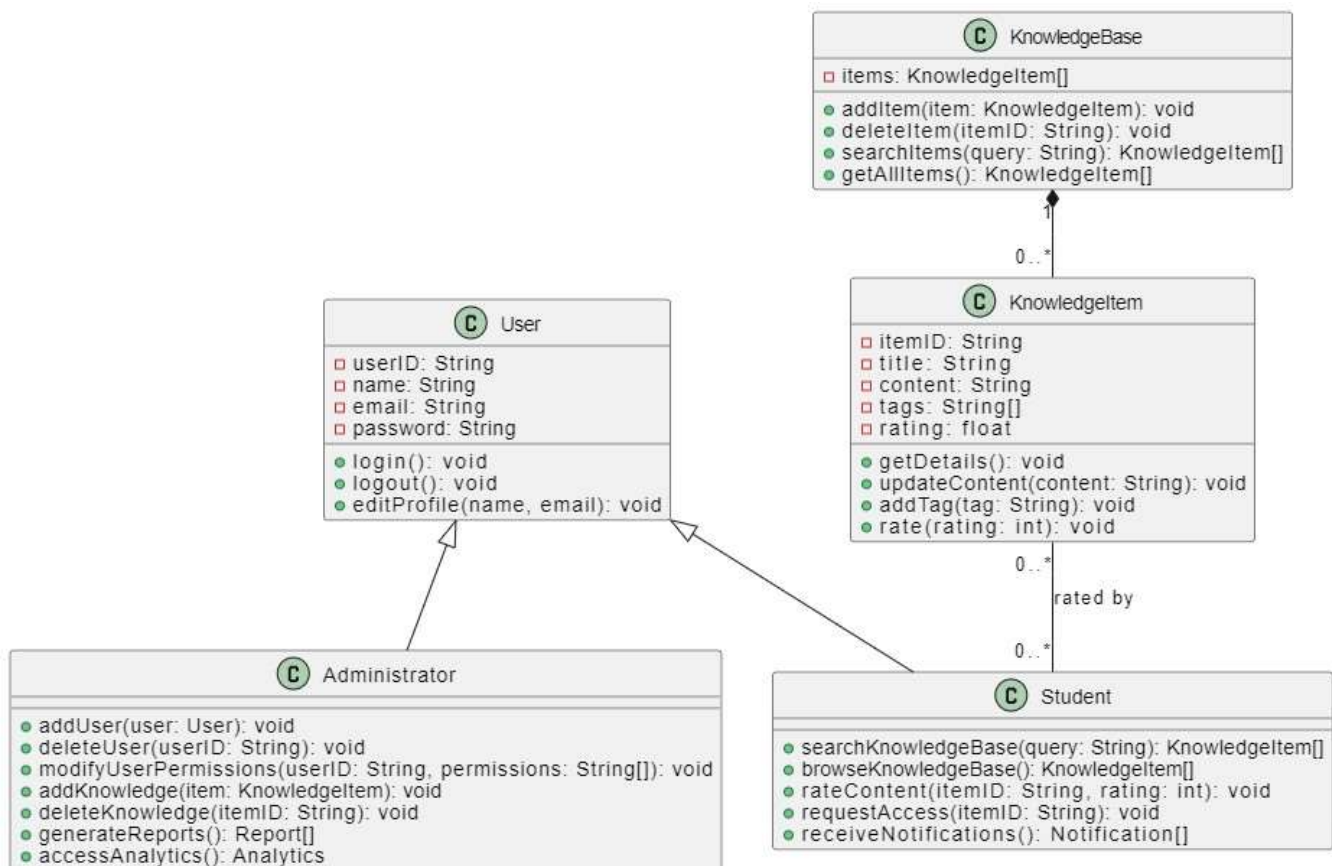 C KnowledgeBase
items: KnowledgeItem[]
addItem(item: KnowledgeItem): void
deleteItem(itemID: String): void
searchItems(query: String): KnowledgeItem[]
getAllItems(): KnowledgeItem[]
1
0..*
C KnowledgeItem
itemID: String
title: String
content: String
tags: String[]
rating: float
getDetails(): void
updateContent(content: String): void
addTag(tag: String): void
rate(rating: int): void
C User
userID: String
name: String
email: String
password: String
login(): void
logout(): void
editProfile(name, email): void
0..*
rated by
0..*
C Administrator
addUser(user: User): void
deleteUser(userID: String): void
modifyUserPermissions(userID: String, permissions: String[]): void
addKnowledge(item: KnowledgeItem): void
deleteKnowledge(itemID: String): void
generateReports(): Report[]
accessAnalytics(): Analytics
C Student
searchKnowledgeBase(query: String): KnowledgeItem[]
browseKnowledgeBase(): KnowledgeItem[]
rateContent(itemID: String, rating: int): void
requestAccess(itemID: String): void
receiveNotifications(): Notification[]